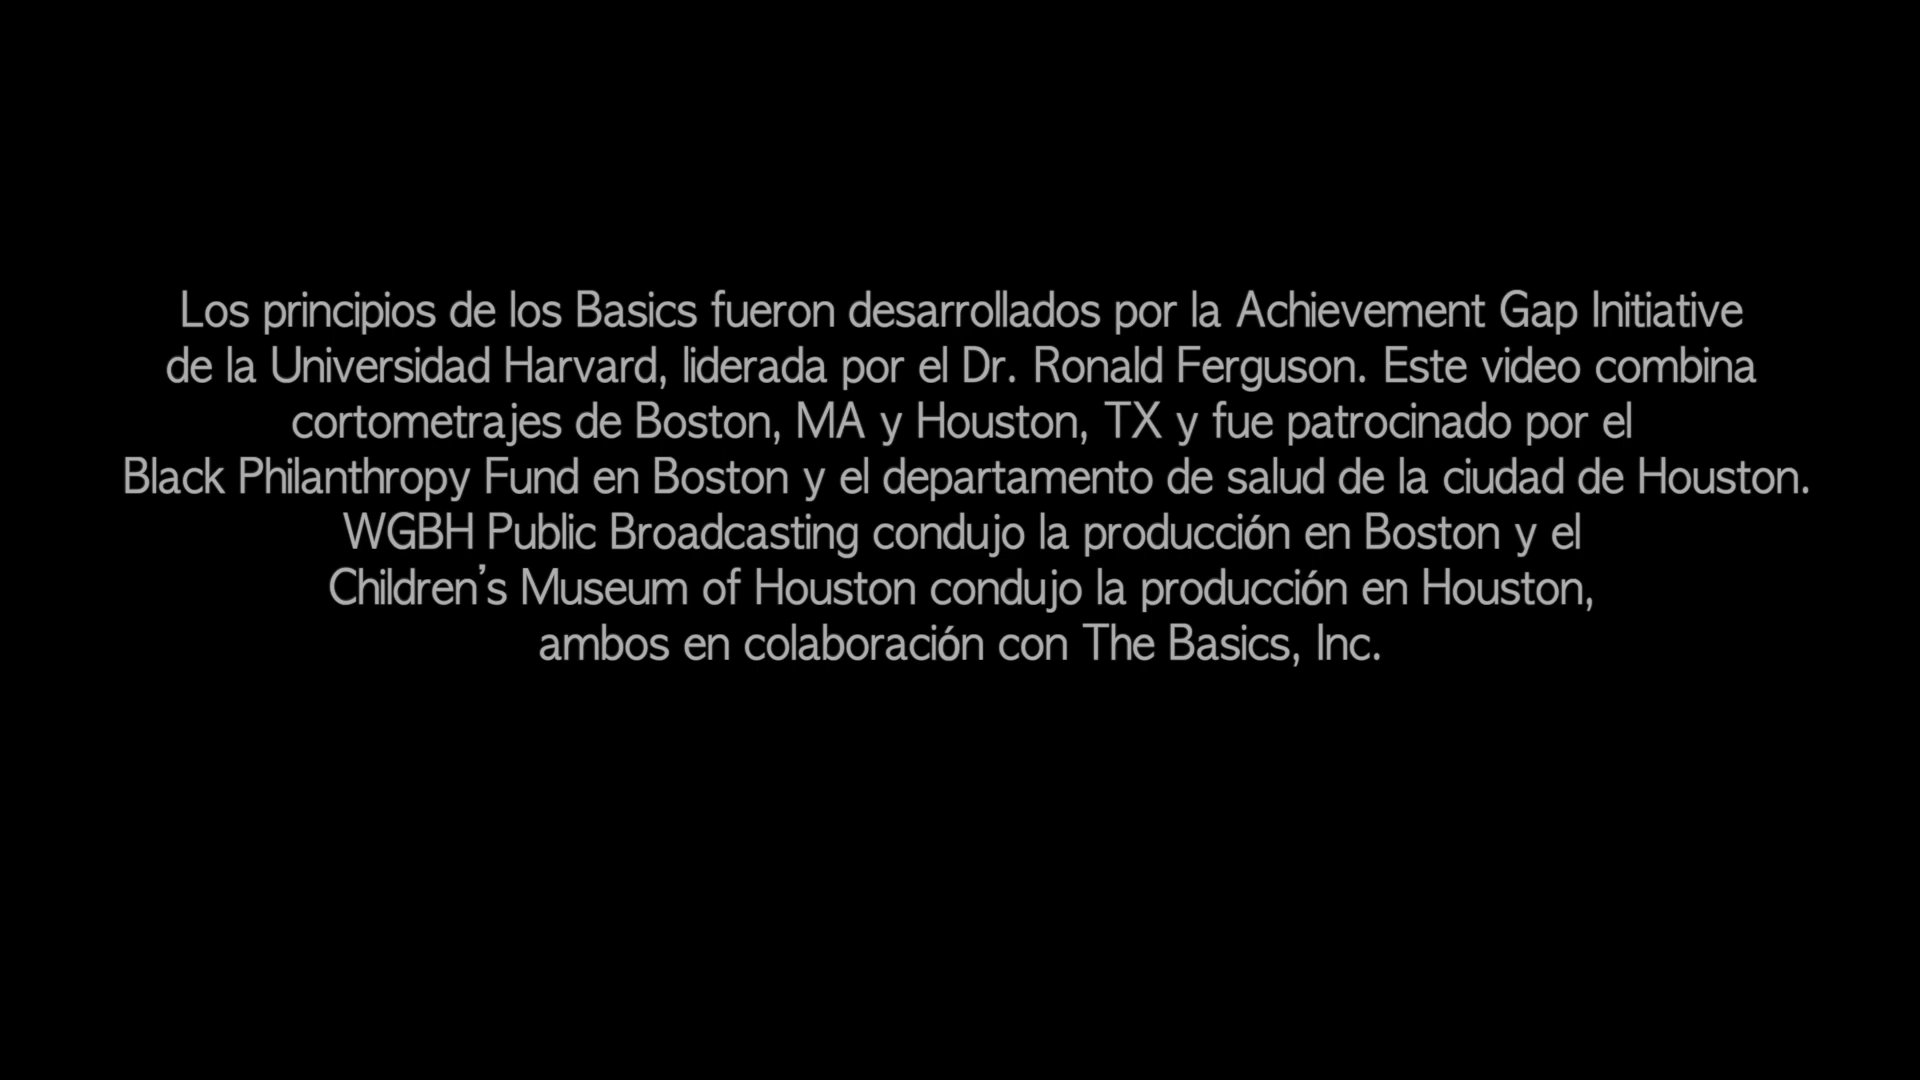 Los principios de los Basics fueron desarrollados por la Achievement Gap Initiative
de la Universidad Harvard, liderada por el Dr. Ronald Ferguson. Este video combina
cortometrajes de Boston, MA y Houston, TX y fue patrocinado por el
Black Philanthropy Fund en Boston y el departamento de salud de la ciudad de Houston.
WGBH Public Broadcasting condujo la producción en Boston y el
Children’s Museum of Houston condujo la producción en Houston,
ambos en colaboración con The Basics, Inc.